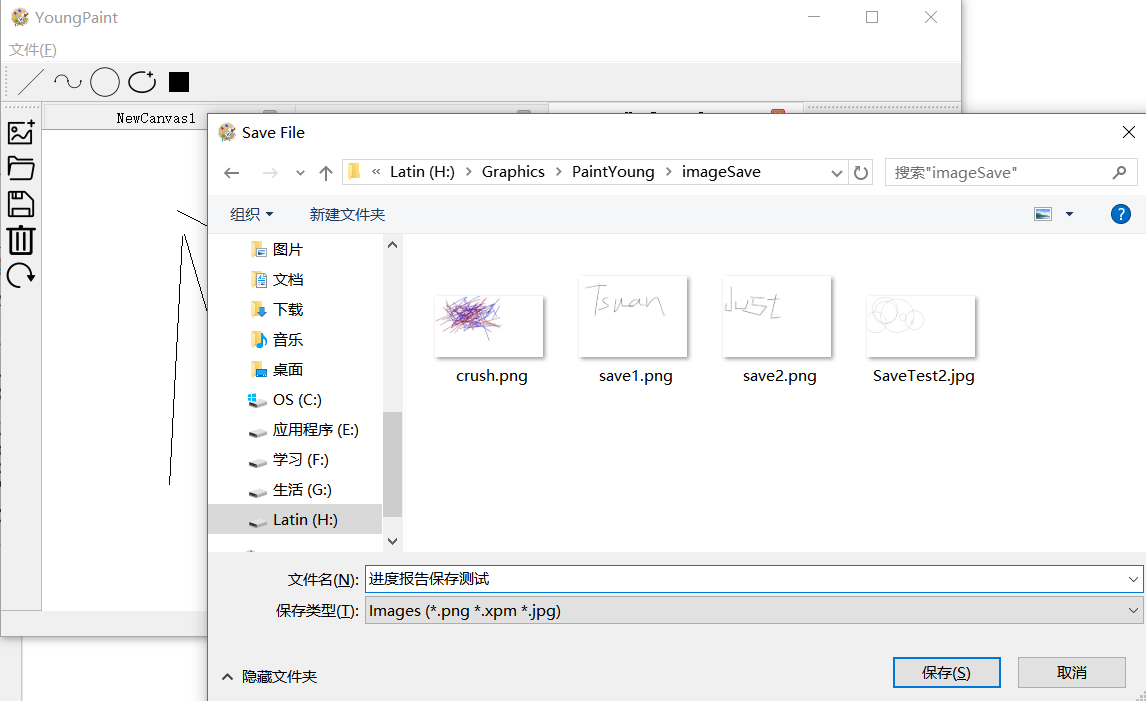 YoungPaint
文件(F)
NewCanvas1
Save File
« Latin (H:) > Graphics > PaintYoung > imageSave
搜索"imageSave"
组织
新建文件夹
图片
文档
下载
音乐
桌面
OS (C:)
应用程序 (E:)
学习 (F:)
生活 (G:)
Latin (H:)
Tsuan
Just
crush.png
save1.png
save2.png
SaveTest2.jpg
文件名(N):
进度报告保存测试
保存类型(T):
Images (*.png *.xpm *.jpg)
隐藏文件夹
保存(S)
取消